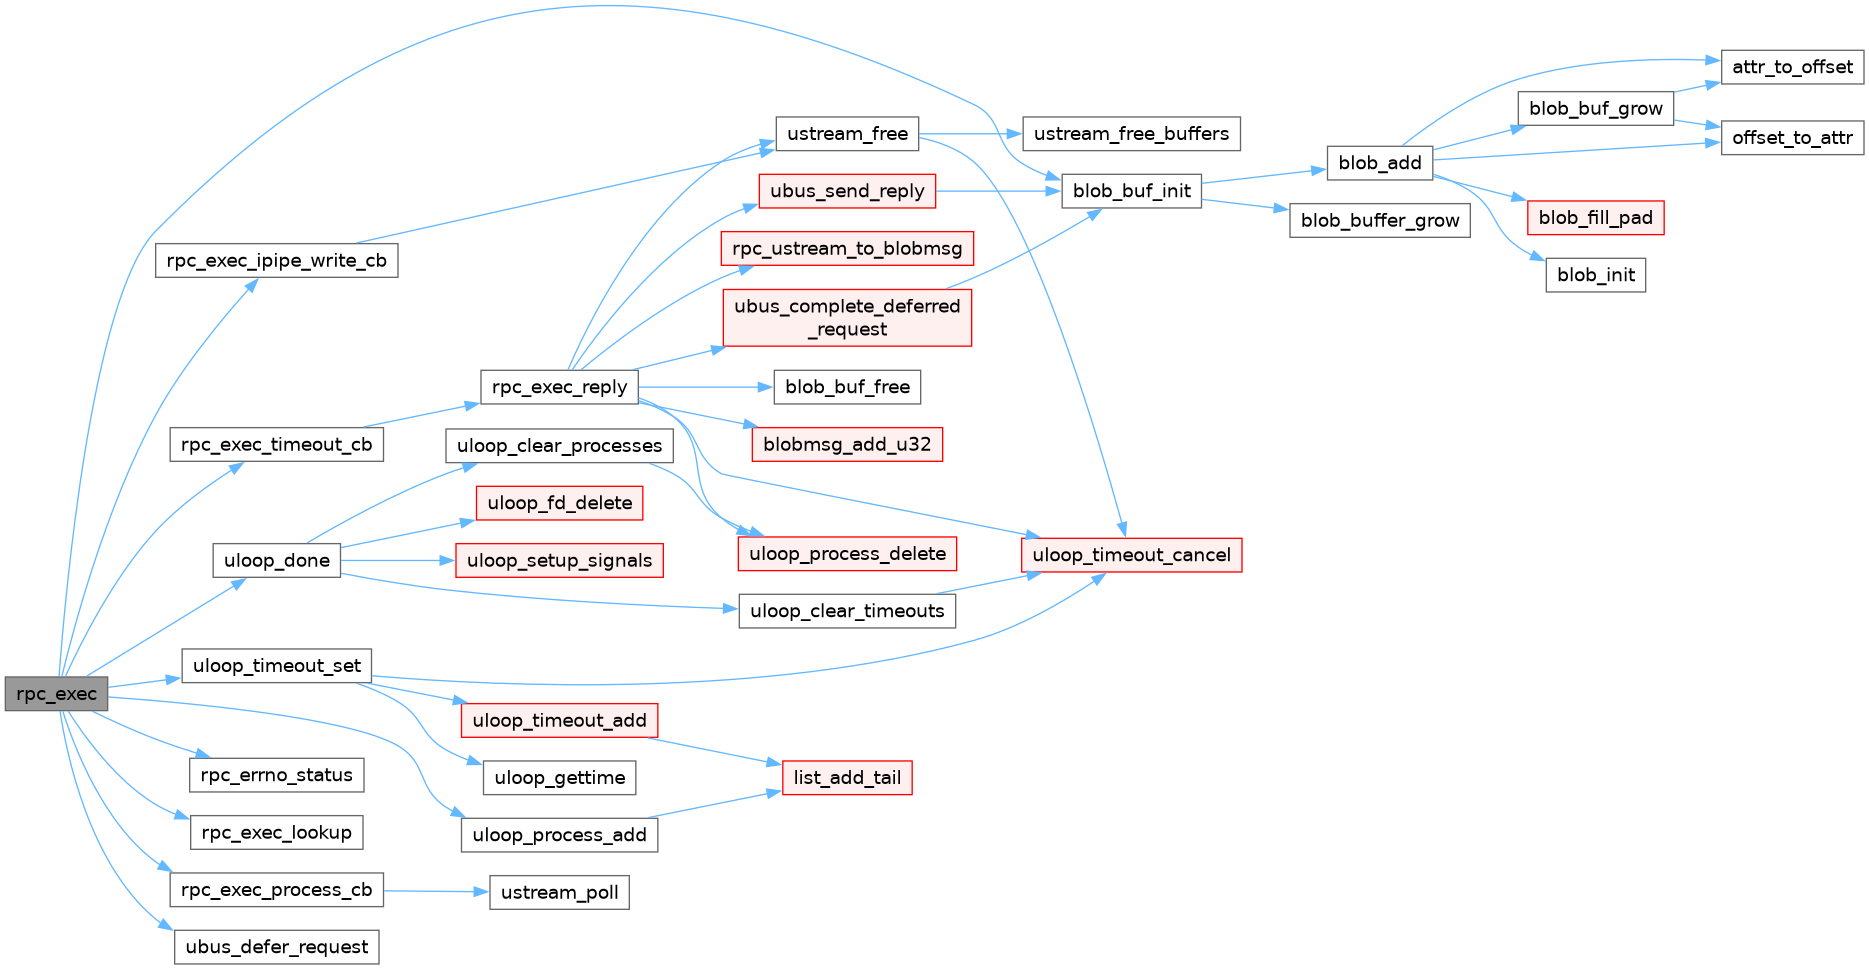 attr_to_offset
blob_buf_grow
ustream_free
ustream_free_buffers
offset_to_attr
blob_add
ubus_send_reply
blob_buf_init
blob_fill_pad
blob_buffer_grow
rpc_ustream_to_blobmsg
rpc_exec_ipipe_write_cb
blob_init
ubus_complete_deferred
_request
rpc_exec_reply
blob_buf_free
rpc_exec_timeout_cb
uloop_clear_processes
blobmsg_add_u32
uloop_fd_delete
uloop_done
uloop_setup_signals
uloop_process_delete
uloop_timeout_cancel
uloop_clear_timeouts
uloop_timeout_set
rpc_exec
uloop_timeout_add
rpc_errno_status
uloop_gettime
list_add_tail
rpc_exec_lookup
uloop_process_add
rpc_exec_process_cb
ustream_poll
ubus_defer_request